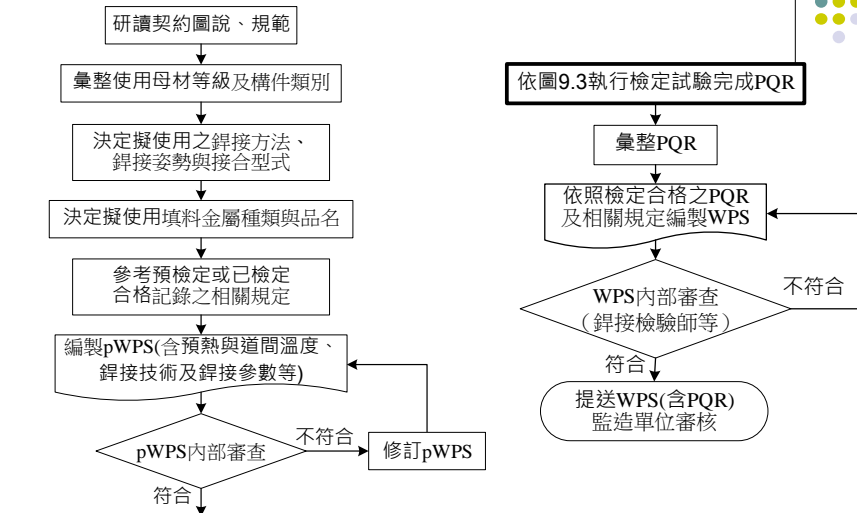 研讀契約圖說、規範
彙整使用母材等級及構件類別
決定擬使用之銲接方法、
銲接姿勢與接合型式
決定擬使用填料金屬種類與品名
參考預檢定或已檢定
合格記錄之相關規定
編製pWPS(含預熱與道間溫度、
銲接技術及銲接參數等)
pWPS內部審查
不符合
修訂pWPS
符合
依圖9.3執行檢定試驗完成PQR
彙整PQR
依照檢定合格之PQR
及相關規定編製WPS
WPS內部審查
（銲接檢驗師等）
不符合
符合
提送WPS(含PQR)
監造單位審核